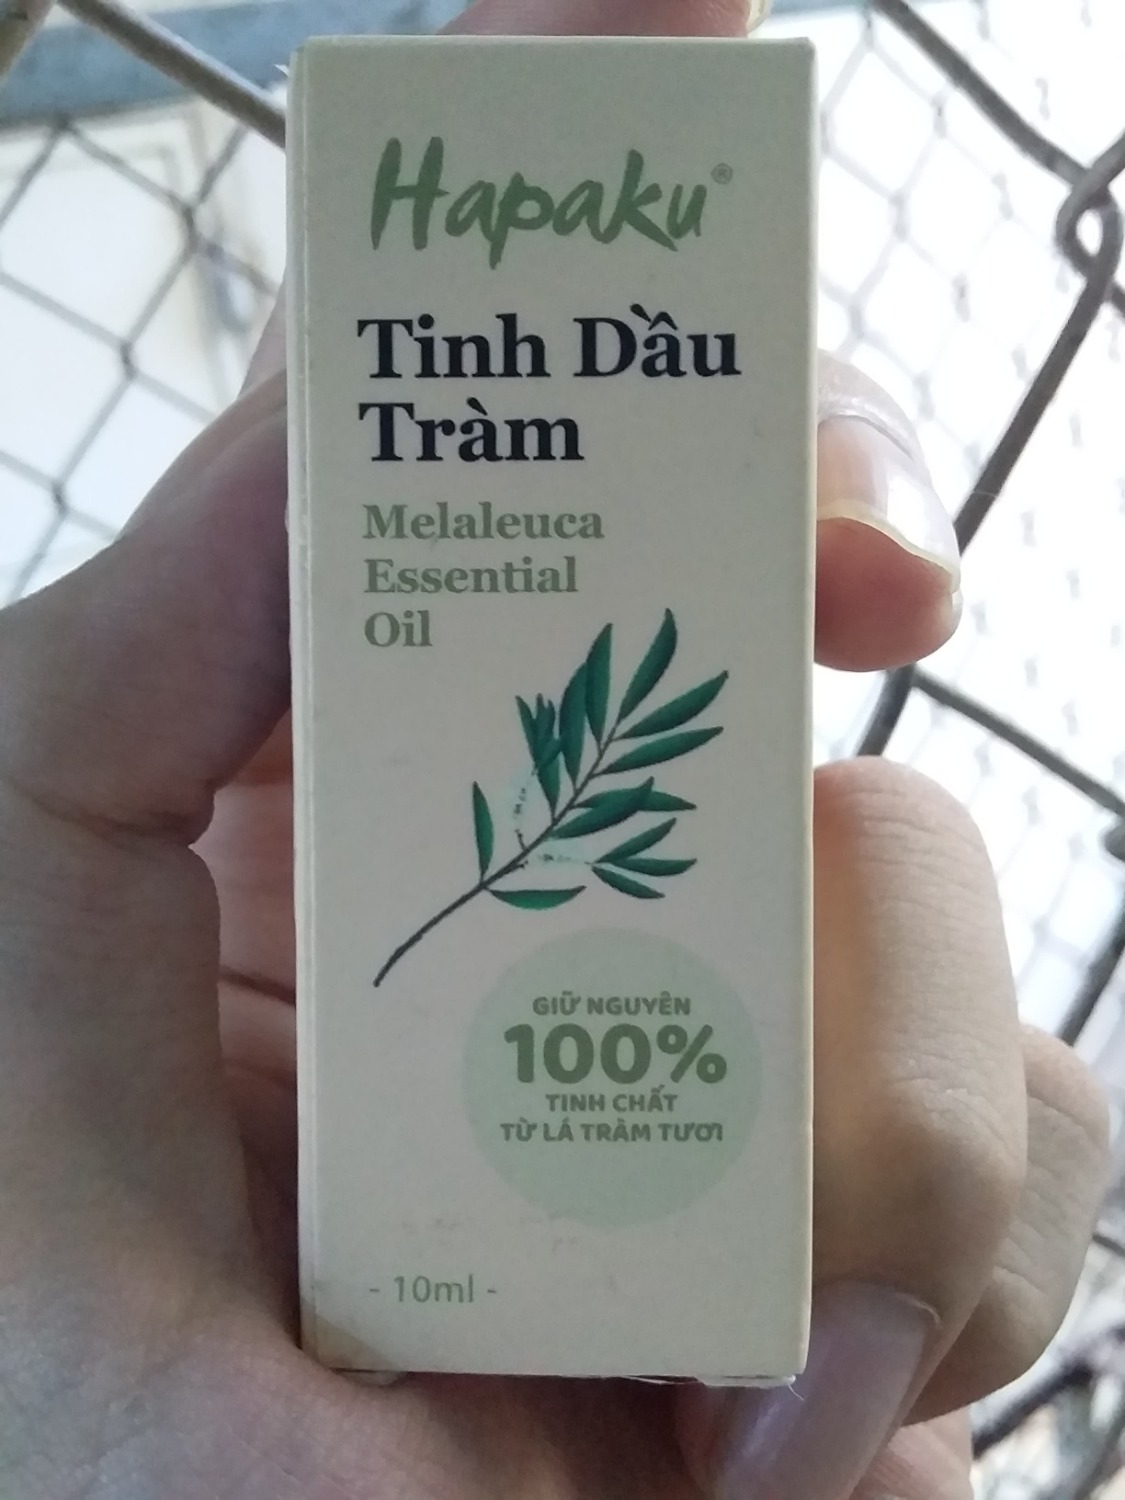 Hapaku®
Tinh Dầu
Tràm
Melaleuca
Essential
Oil
GIỮ NGUYÊN
100%
TINH CHẤT
TỪ LÁ TRÀM TƯƠI
- 10ml -